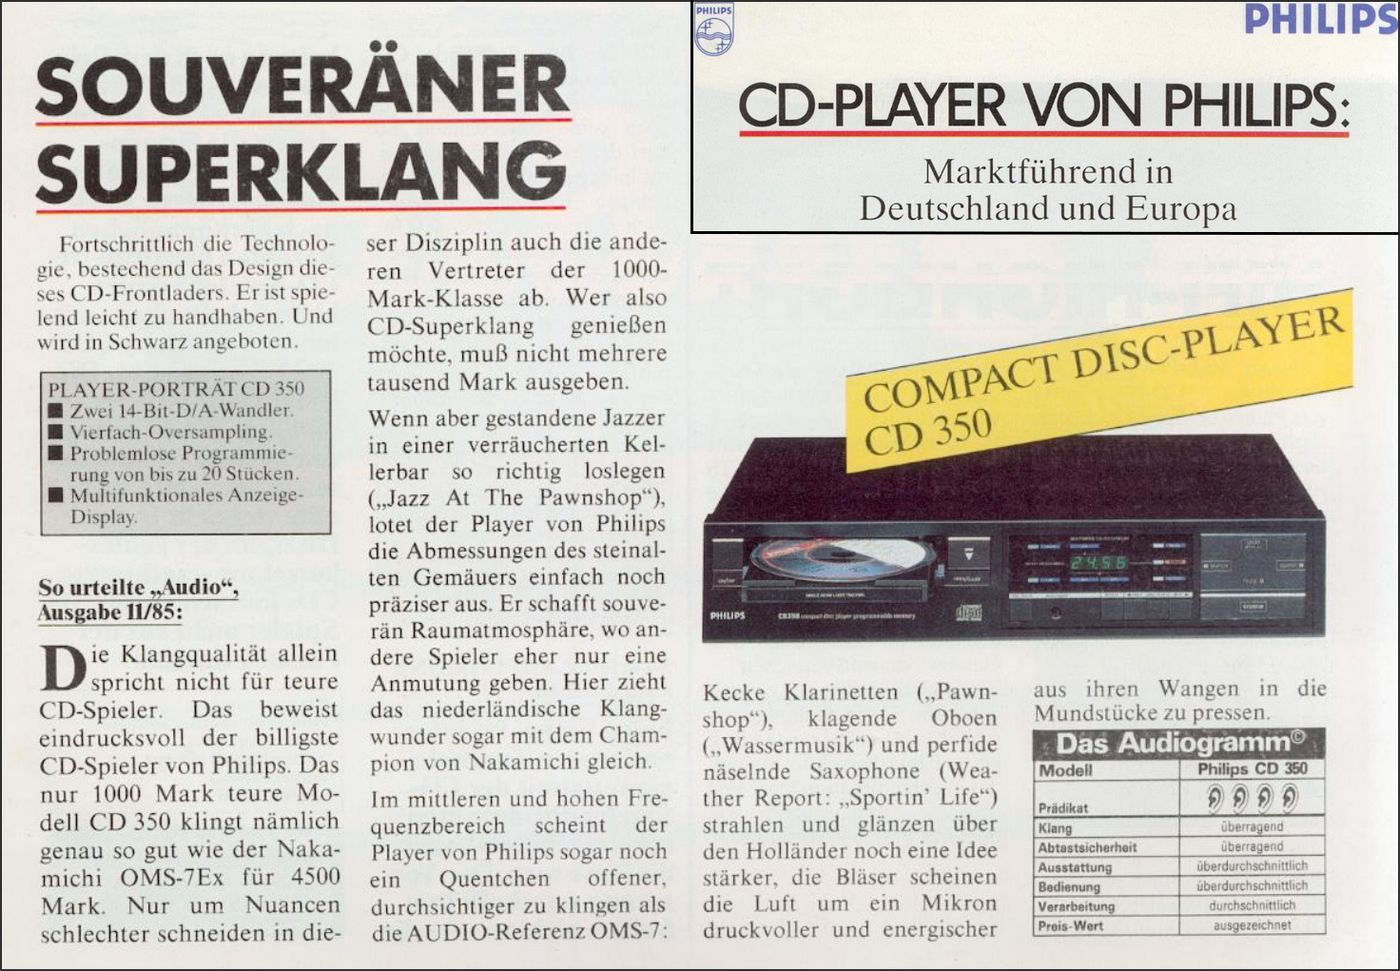 SOUVERÄNER
SUPERKLANG
Fortschrittlich die Technolo-
gie, bestechend das Design die-
ses CD-Frontladers. Er ist spie-
lend leicht zu handhaben. Und
wird in Schwarz angeboten.
PLAYER-PORTRÄT CD 350
■ Zwei 14-Bit-D/A-Wandler.
■ Vierfach-Oversampling.
■ Problemlose Programmie-
rung von bis zu 20 Stücken.
■ Multifunktionales Anzeige-
Display.
So urteilte „Audio“,
Ausgabe 11/85:
Die Klangqualität allein
spricht nicht für teure
CD-Spieler. Das beweist
eindrucksvoll der billigste
CD-Spieler von Philips. Das
nur 1000 Mark teure Mo-
dell CD 350 klingt nämlich
genau so gut wie der Naka-
michi OMS-7Ex für 4500
Mark. Nur um Nuancen
schlechter schneiden in die-
ser Disziplin auch die ande-
ren Vertreter der 1000-
Mark-Klasse ab. Wer also
CD-Superklang genießen
möchte, muß nicht mehrere
tausend Mark ausgeben.
Wenn aber gestandene Jazzer
in einer verräucherten Kel-
lerbar so richtig loslegen
(„Jazz At The Pawnshop“),
lotet der Player von Philips
die Abmessungen des steinal-
ten Gemäuers einfach noch
präziser aus. Er schafft souve-
rän Raumatmosphäre, wo an-
dere Spieler eher nur eine
Anmutung geben. Hier zieht
das niederländische Klang-
wunder sogar mit dem Cham-
pion von Nakamichi gleich.
Im mittleren und hohen Fre-
quenzbereich scheint der
Player von Philips sogar noch
ein Quentchen offener,
durchsichtiger zu klingen als
die AUDIO-Referenz OMS-7:
PHILIPS
PHILIPS
CD-PLAYER VON PHILIPS:
Marktführend in
Deutschland und Europa
COMPACT DISC-PLAYER
CD 350
24.56
PHILIPS
CD350 compact disc player programmable memory
disc
Kecke Klarinetten („Pawn-
shop“), klagende Oboen
(„Wassermusik“) und perfide
näselnde Saxophone (Wea-
ther Report: „Sportin' Life“)
strahlen und glänzen über
den Holländer noch eine Idee
stärker, die Bläser scheinen
die Luft um ein Mikron
druckvoller und energischer
aus ihren Wangen in die
Mundstücke zu pressen.
Das Audiogramm©
Modell Philips CD 350
Prädikat
Klang überragend
Abtastsicherheit überragend
Ausstattung überdurchschnittlich
Bedienung überdurchschnittlich
Verarbeitung durchschnittlich
Preis-Wert ausgezeichnet